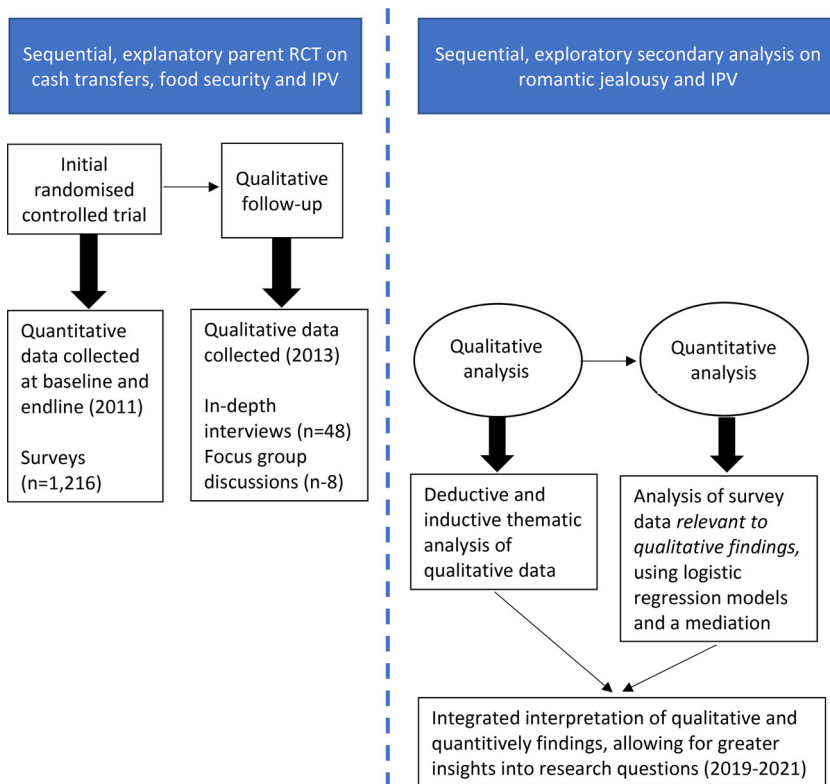 Sequential, explanatory parent RCT on
cash transfers, food security and IPV
Sequential, exploratory secondary analysis on
romantic jealousy and IPV
Initial
randomised
controlled trial
Qualitative
follow-up
Quantitative
data collected
at baseline and
endline (2011)
Surveys
(n=1,216)
Qualitative data
collected (2013)
In-depth
interviews (n=48)
Focus group
discussions (n-8)
Qualitative
analysis
Quantitative
analysis
Deductive and
inductive thematic
analysis of
qualitative data
Analysis of survey
data relevant to
qualitative findings,
using logistic
regression models
and a mediation
Integrated interpretation of qualitative and
quantitively findings, allowing for greater
insights into research questions (2019-2021)